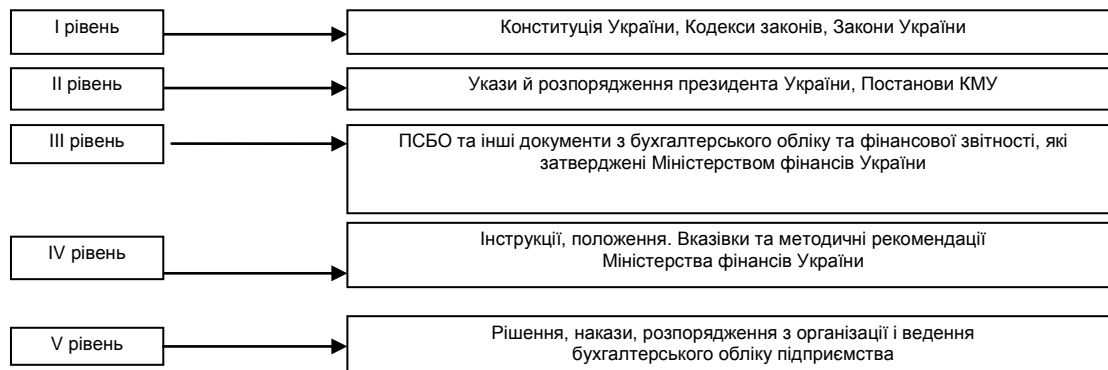 І рівень
Конституція України, Кодекси законів, Закони України
ІІ рівень
Укази й розпорядження президента України, Постанови КМУ
ІІІ рівень
ПСБО та інші документи з бухгалтерського обліку та фінансової звітності, які
затверджені Міністерством фінансів України
IV рівень
Інструкції, положення. Вказівки та методичні рекомендації
Міністерства фінансів України
V рівень
Рішення, накази, розпорядження з організації і ведення
бухгалтерського обліку підприємства